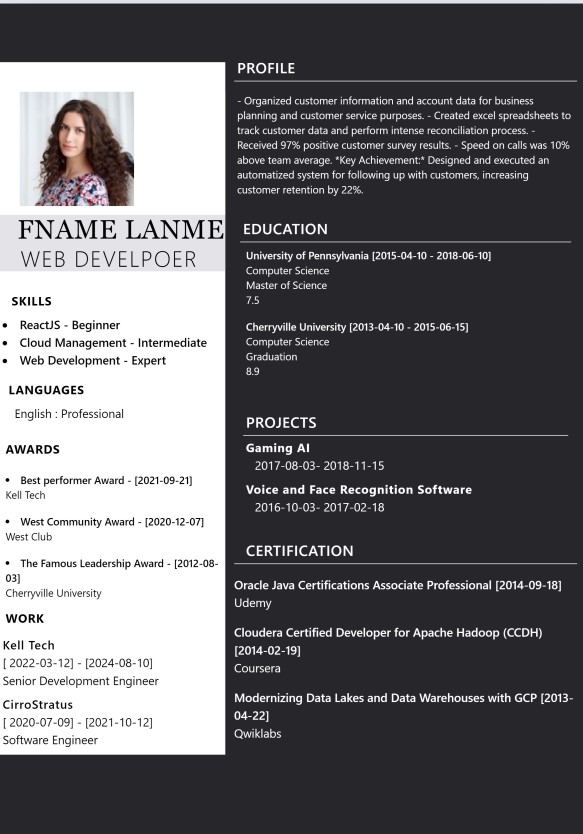 FNAME LANME
WEB DEVELPOER
SKILLS
ReactJS - Beginner
Cloud Management - Intermediate
Web Development - Expert
LANGUAGES
English : Professional
AWARDS
Best performer Award - [2021-09-21]
Kell Tech
West Community Award - [2020-12-07]
West Club
The Famous Leadership Award - [2012-08-
03]
Cherryville University
WORK
Kell Tech
[ 2022-03-12] - [2024-08-10]
Senior Development Engineer
CirroStratus
[ 2020-07-09] - [2021-10-12]
Software Engineer
PROFILE
- Organized customer information and account data for business
planning and customer service purposes. - Created excel spreadsheets to
track customer data and perform intense reconciliation process. -
Received 97% positive customer survey results. - Speed on calls was 10%
above team average. *Key Achievement:* Designed and executed an
automatized system for following up with customers, increasing
customer retention by 22%.
EDUCATION
University of Pennsylvania [2015-04-10 - 2018-06-10]
Computer Science
Master of Science
7.5
Cherryville University [2013-04-10 - 2015-06-15]
Computer Science
Graduation
8.9
PROJECTS
Gaming AI
2017-08-03- 2018-11-15
Voice and Face Recognition Software
2016-10-03- 2017-02-18
CERTIFICATION
Oracle Java Certifications Associate Professional [2014-09-18]
Udemy
Cloudera Certified Developer for Apache Hadoop (CCDH)
[2014-02-19]
Coursera
Modernizing Data Lakes and Data Warehouses with GCP [2013-
04-22]
Qwiklabs